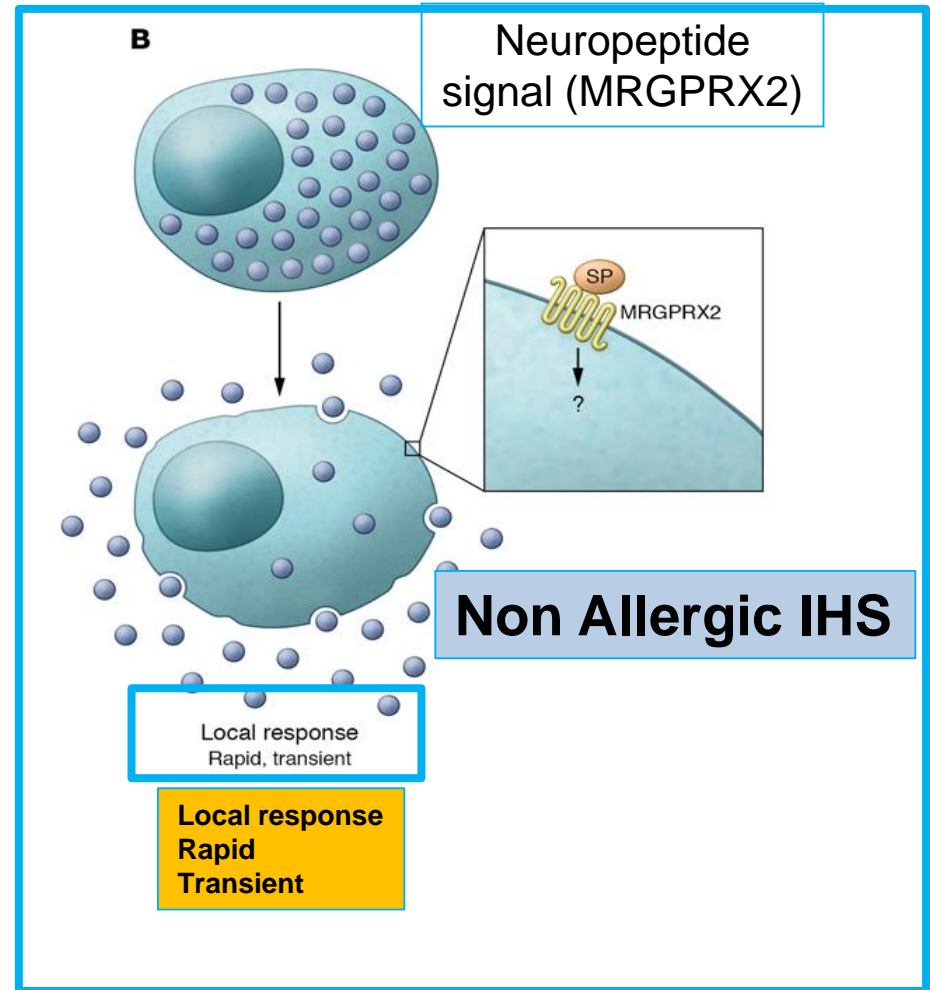 B
Neuropeptide
signal (MRGPRX2)
SP
MRGPRX2
?
Non Allergic IHS
Local response
Rapid, transient
Local response
Rapid
Transient